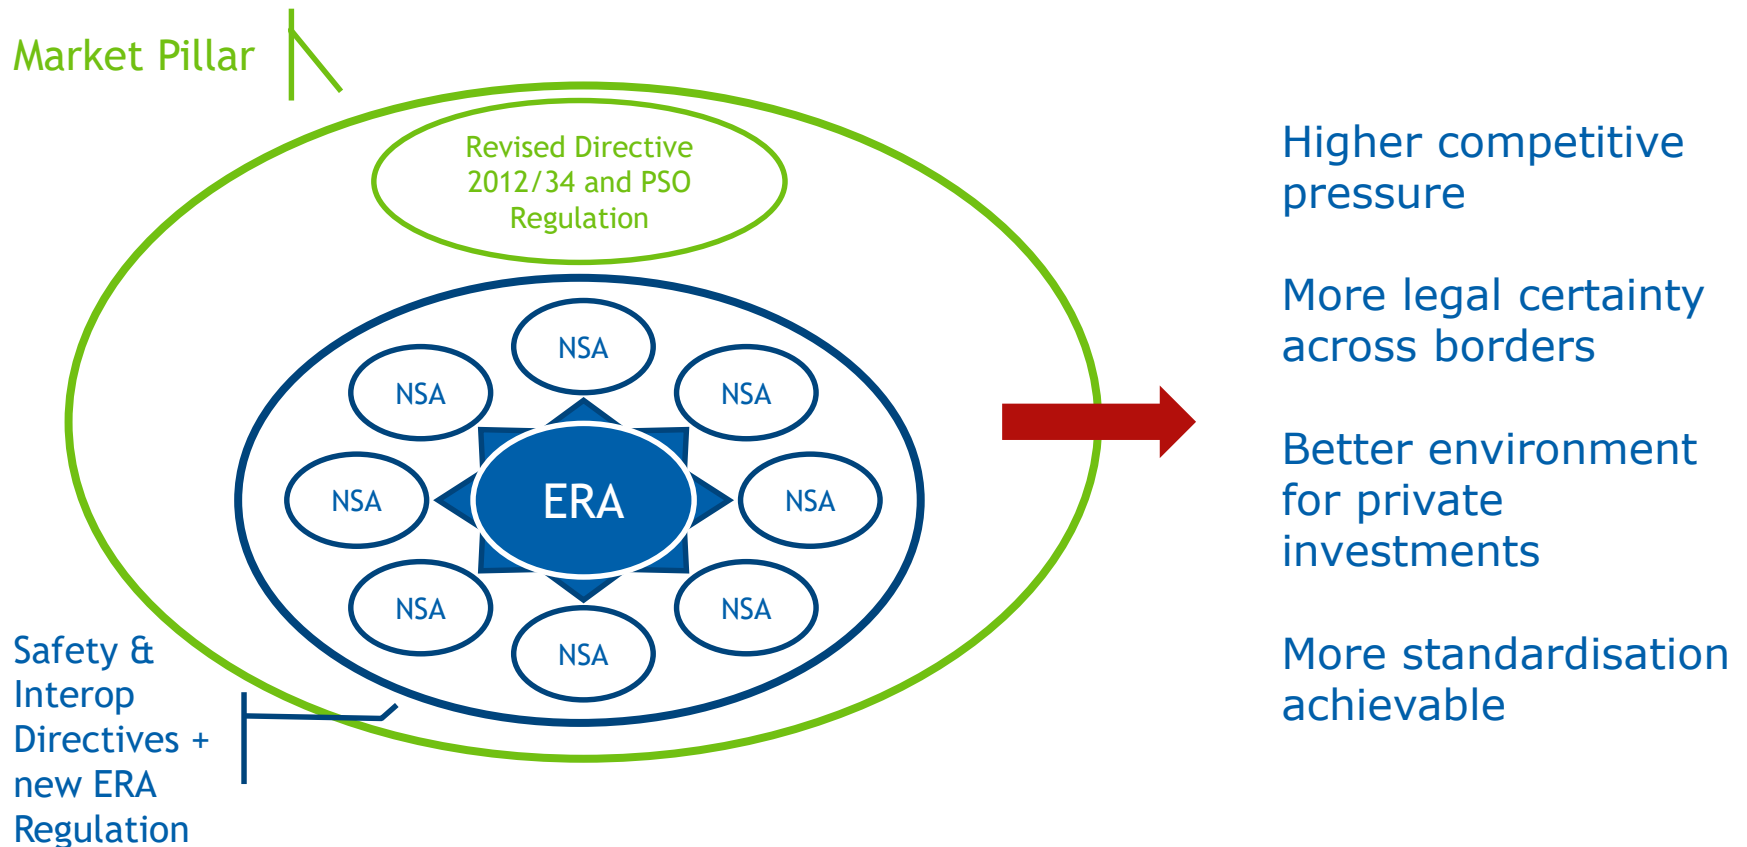 Market Pillar
Revised Directive
2012/34 and PSO
Regulation
NSA
NSA
NSA
NSA
ERA
NSA
NSA
NSA
NSA
Safety &
Interop
Directives +
new ERA
Regulation
Higher competitive
pressure
More legal certainty
across borders
Better environment
for private
investments
More standardisation
achievable